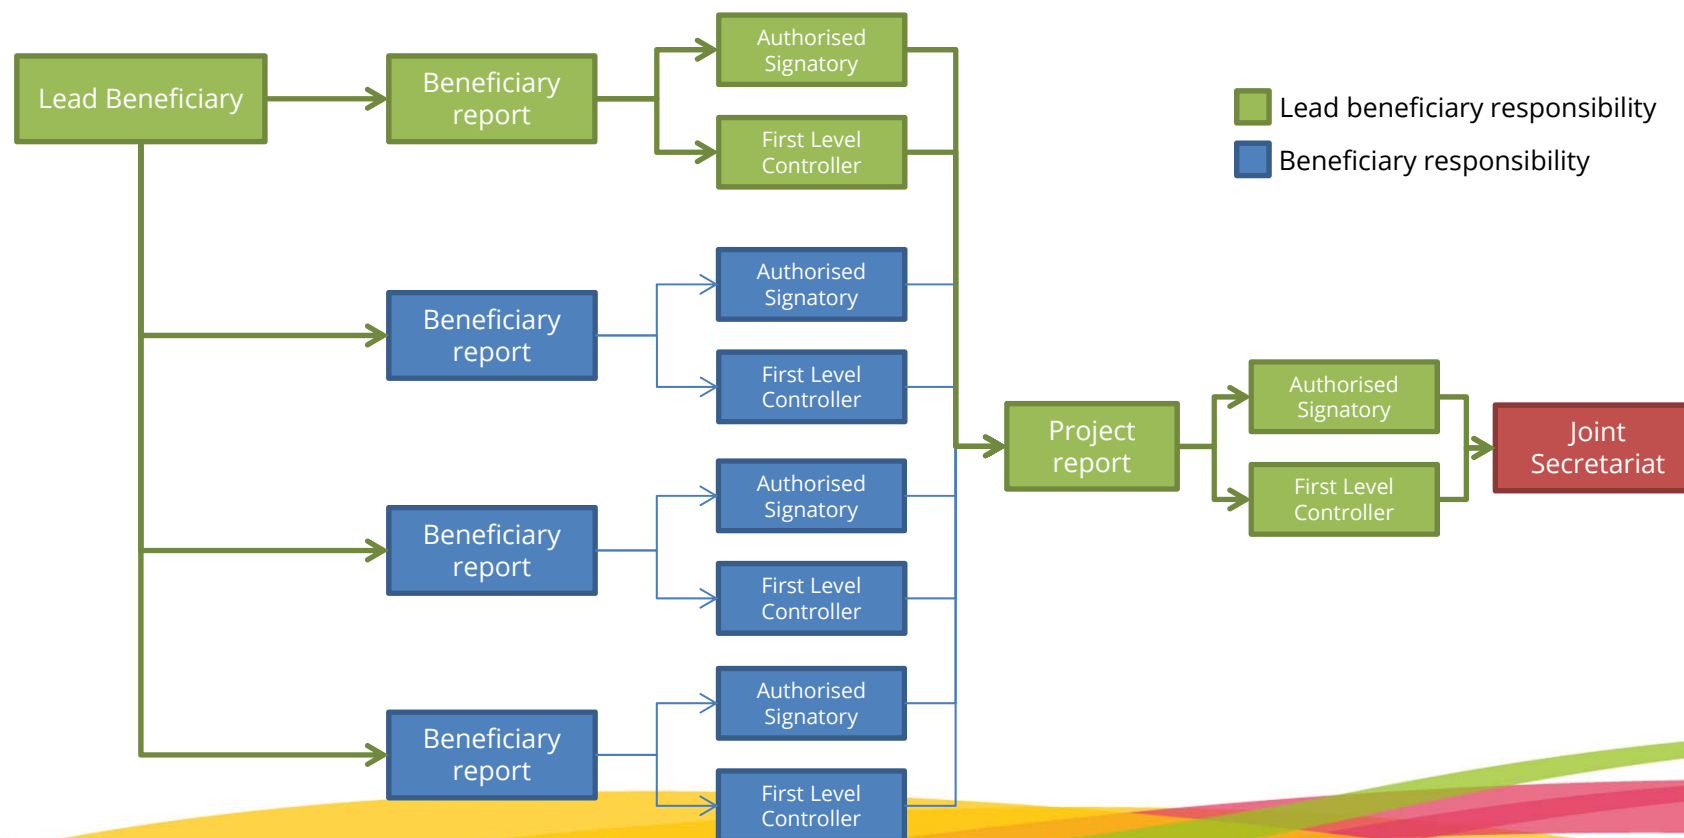 Lead Beneficiary
Beneficiary
report
Authorised
Signatory
First Level
Controller
Lead beneficiary responsibility
Beneficiary responsibility
Beneficiary
report
Authorised
Signatory
First Level
Controller
Beneficiary
report
Authorised
Signatory
First Level
Controller
Beneficiary
report
Authorised
Signatory
First Level
Controller
Project
report
Authorised
Signatory
First Level
Controller
Joint
Secretariat